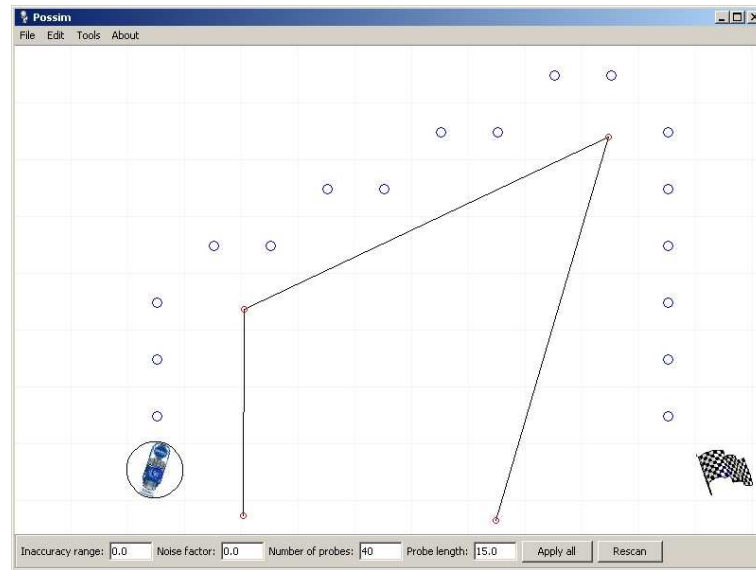 Possim
File Edit Tools About
Inaccuracy range: 0.0 Noise factor: 0.0 Number of probes: 40 Probe length: 15.0 Apply all Rescan